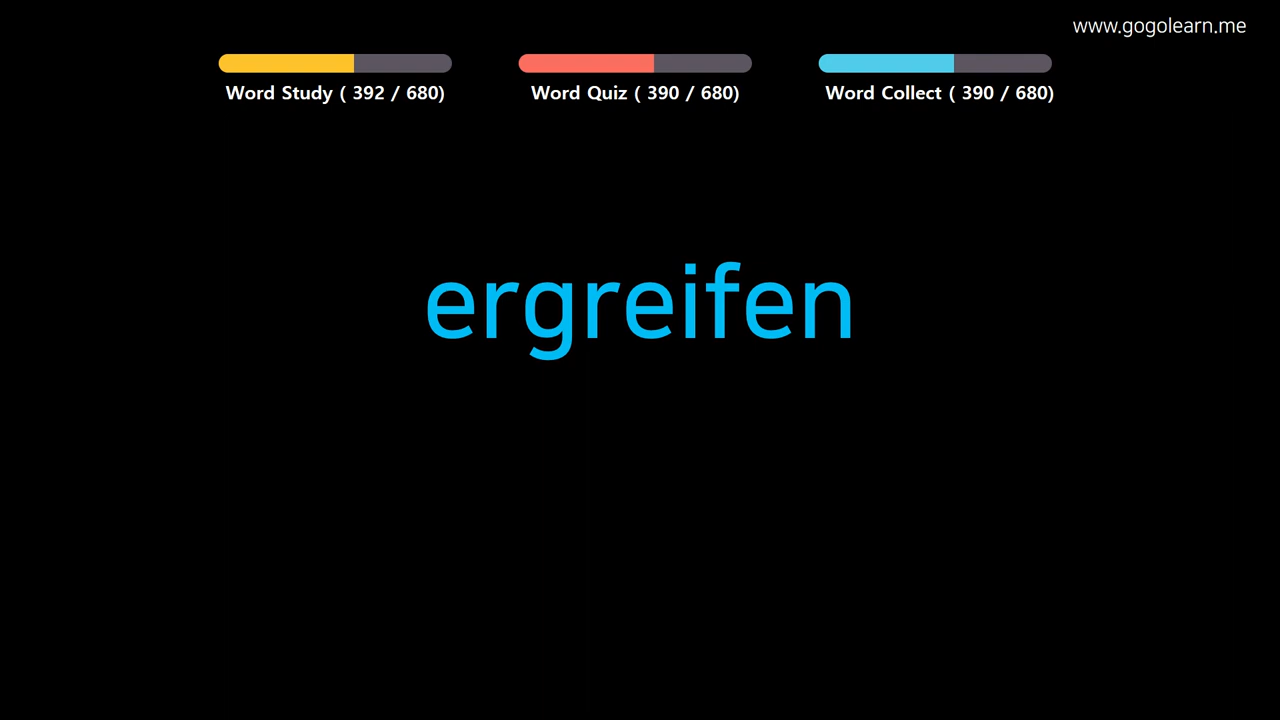 www.gogolearn.me
Word Study ( 392 / 680)
Word Quiz ( 390 / 680)
Word Collect ( 390 / 680)
ergreifen